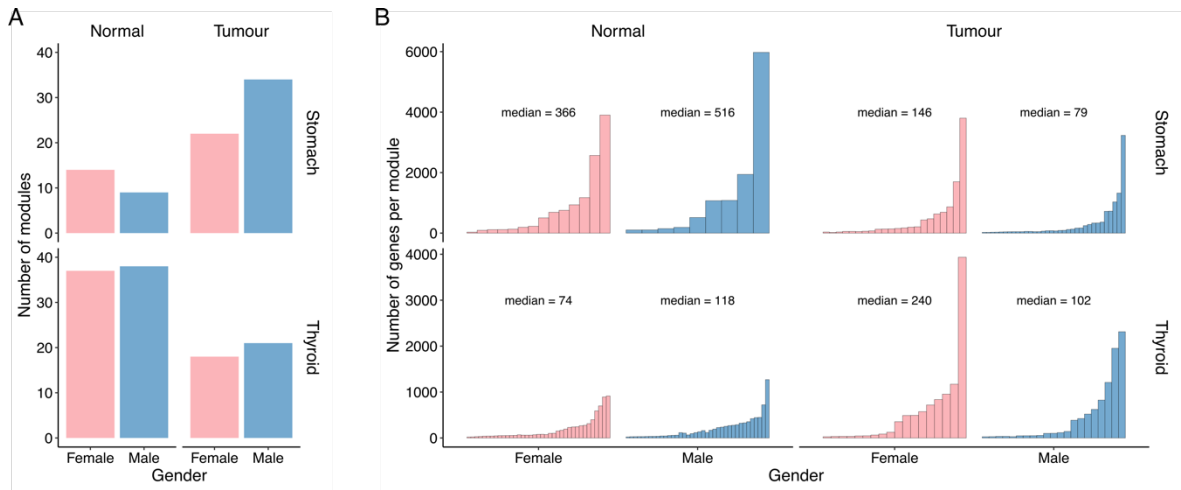 A
Normal
Tumour
Number of modules
40
30
20
10
0
Stomach
40
30
20
10
0
Thyroid
Female
Male
Female
Male
Gender
B
Normal
Tumour
Number of genes per module
6000
4000
2000
0
median = 366
median = 516
median = 146
median = 79
Stomach
4000
3000
2000
1000
0
median = 74
median = 118
median = 240
median = 102
Thyroid
Female
Male
Female
Male
Gender